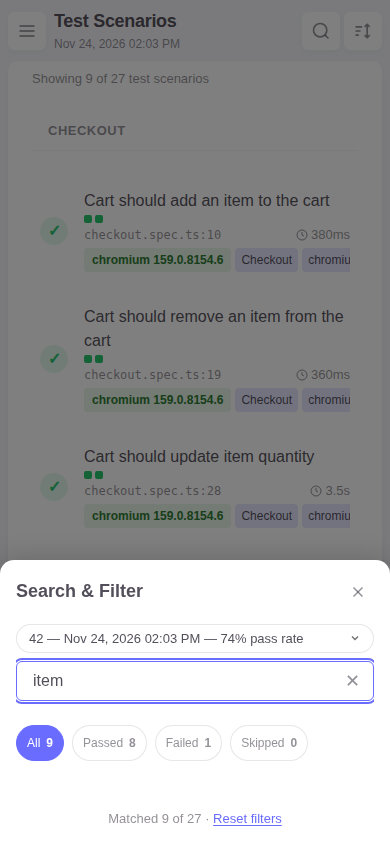 Test Scenarios
Nov 24, 2026 02:03 PM
Showing 9 of 27 test scenarios
CHECKOUT
Cart should add an item to the cart
checkout.spec.ts:10 380ms
chromium 159.0.8154.6 Checkout chromiu
Cart should remove an item from the
cart
checkout.spec.ts:19 360ms
chromium 159.0.8154.6 Checkout chromiu
Cart should update item quantity
checkout.spec.ts:28 3.5s
chromium 159.0.8154.6 Checkout chromiu
Search & Filter
42 — Nov 24, 2026 02:03 PM — 74% pass rate
item
All 9 Passed 8 Failed 1 Skipped 0
Matched 9 of 27 · Reset filters